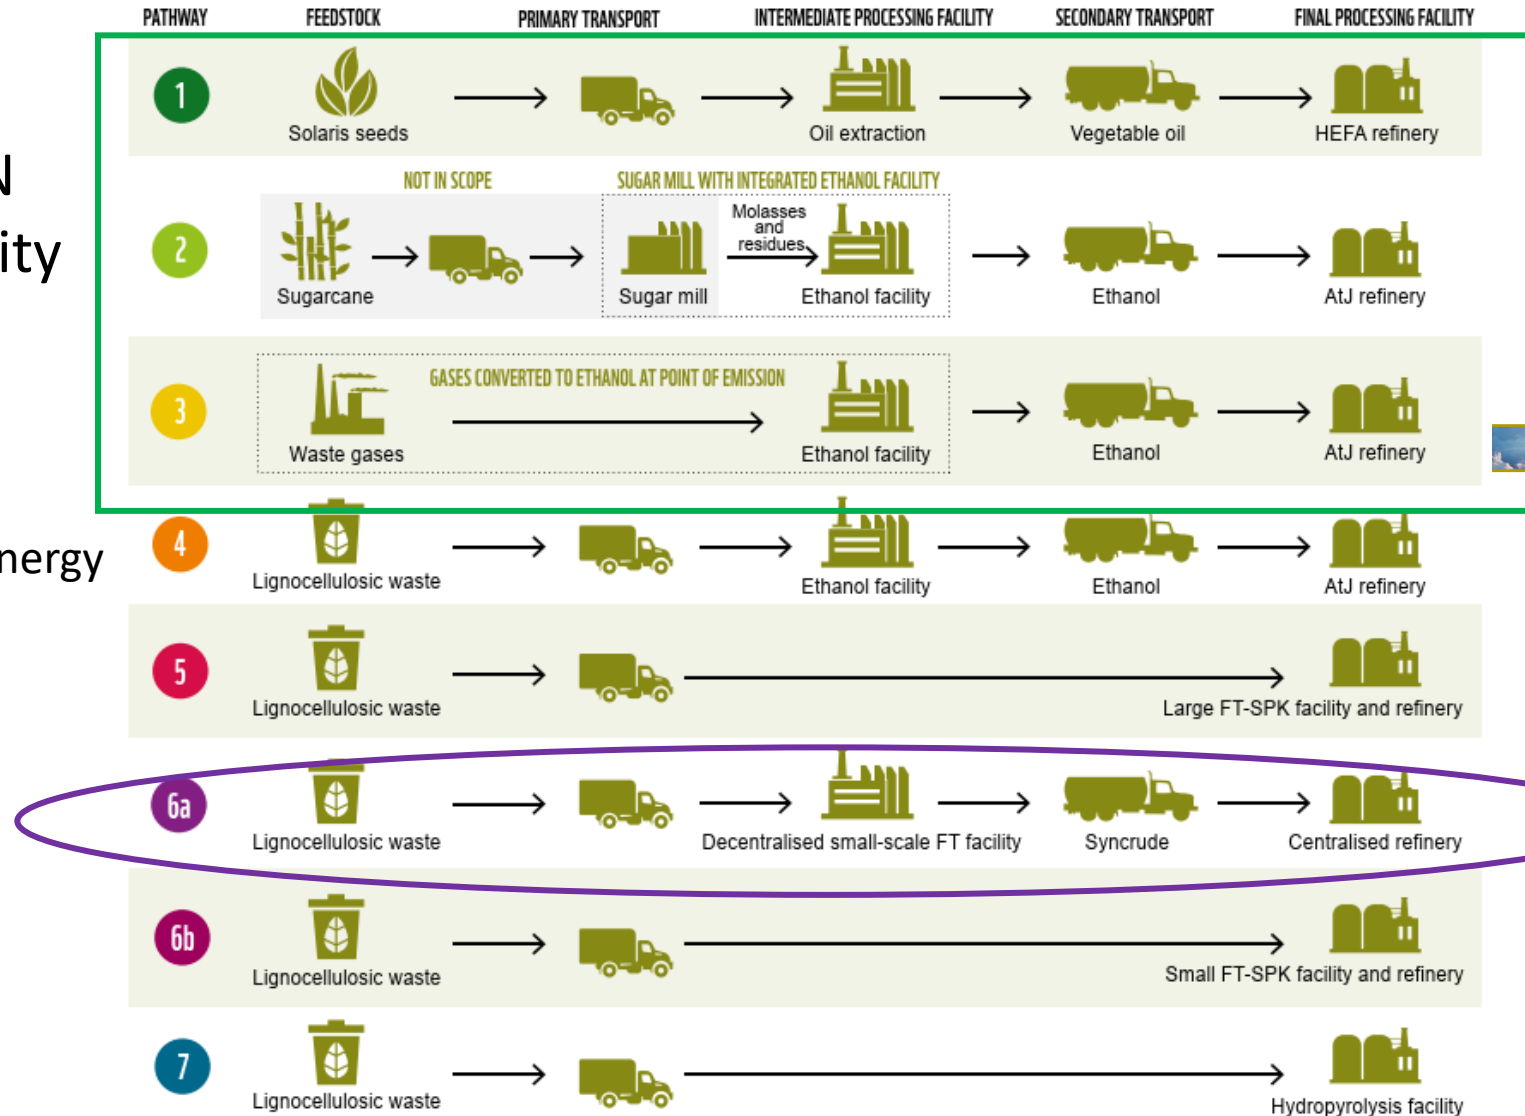 PATHWAY FEEDSTOCK PRIMARY TRANSPORT INTERMEDIATE PROCESSING FACILITY SECONDARY TRANSPORT FINAL PROCESSING FACILITY
1
Solaris seeds Oil extraction Vegetable oil HEFA refinery
N
ity
NOT IN SCOPE SUGAR MILL WITH INTEGRATED ETHANOL FACILITY
2
Molasses
and
residues
Sugarcane Sugar mill Ethanol facility Ethanol AtJ refinery
3
GASES CONVERTED TO ETHANOL AT POINT OF EMISSION
Waste gases Ethanol facility Ethanol AtJ refinery
4
nergy
Lignocellulosic waste Ethanol facility Ethanol AtJ refinery
5
Lignocellulosic waste Large FT-SPK facility and refinery
6a
Lignocellulosic waste Decentralised small-scale FT facility Syncrude Centralised refinery
6b
Lignocellulosic waste Small FT-SPK facility and refinery
7
Lignocellulosic waste Hydropyrolysis facility